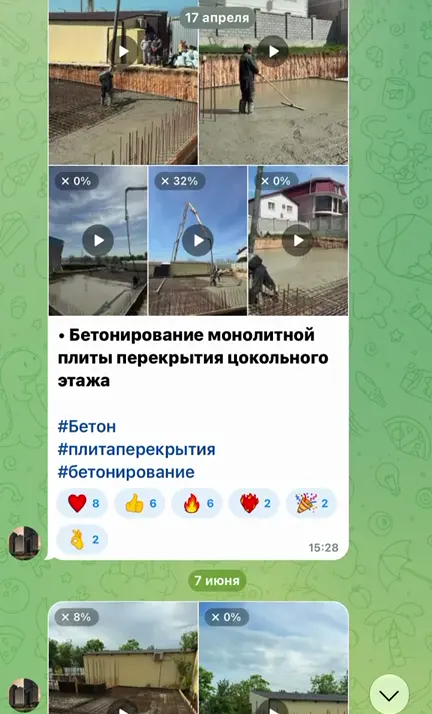 17 апреля
× 0%
× 32%
× 0%
• Бетонирование монолитной
плиты перекрытия цокольного
этажа
#Бетон
#плитаперекрытия
#бетонирование
8
6
6
2
2
2
15:28
7 июня
× 8%
× 0%